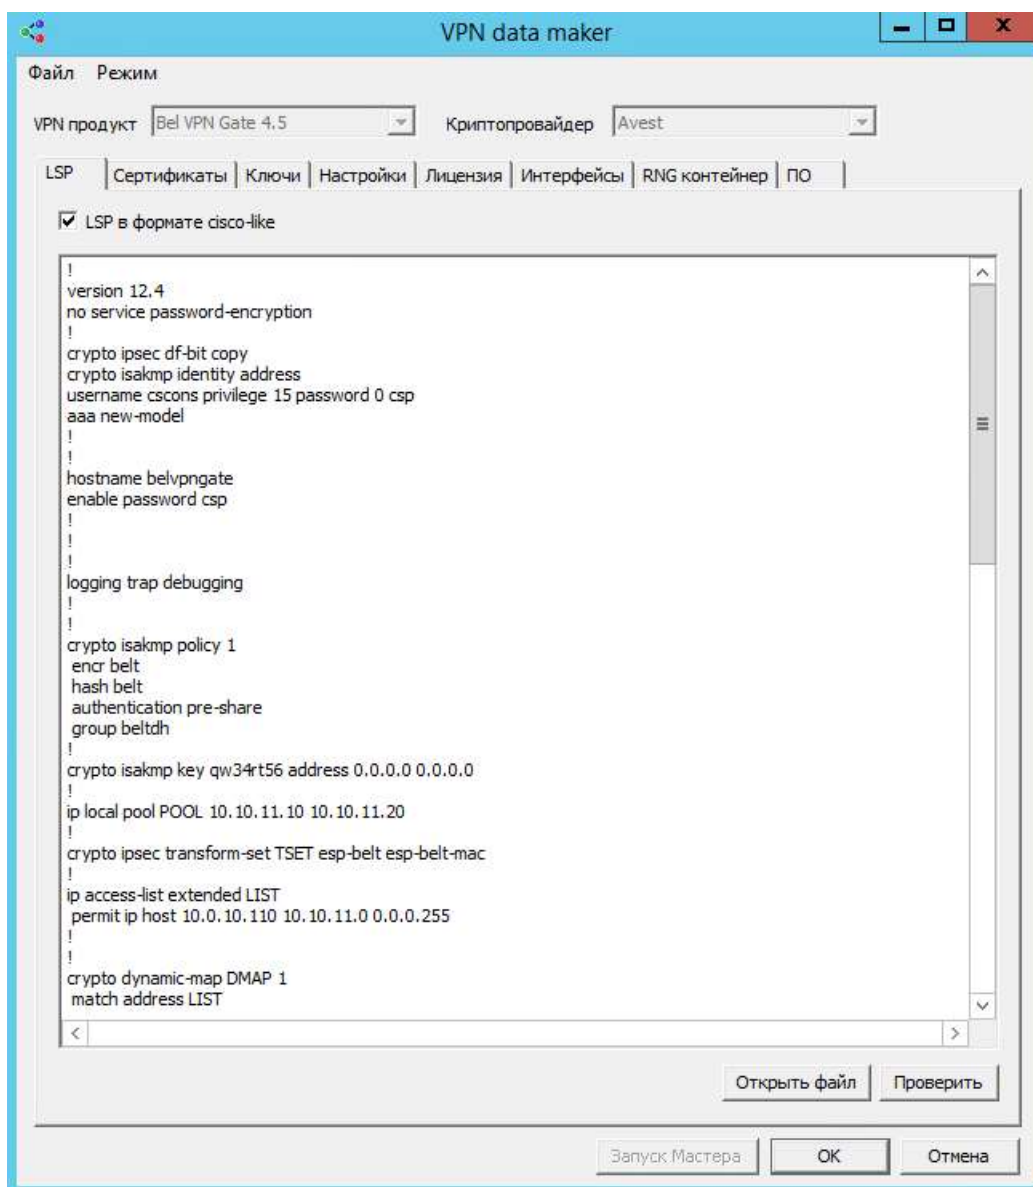 VPN data maker
Файл Режим
VPN продукт Bel VPN Gate 4.5 Криптопровайдер Avest
LSP Сертификаты Ключи Настройки Лицензия Интерфейсы RNG контейнер ПО
LSP в формате cisco-like
!
version 12.4
no service password-encryption
!
crypto ipsec df-bit copy
crypto isakmp identity address
username cscons privilege 15 password 0 csp
aaa new-model
!
!
hostname belvpngate
enable password csp
!
!
!
logging trap debugging
!
!
crypto isakmp policy 1
encr belt
hash belt
authentication pre-share
group beltdh
!
crypto isakmp key qw34rt56 address 0.0.0.0 0.0.0.0
!
ip local pool POOL 10.10.11.10 10.10.11.20
!
crypto ipsec transform-set TSET esp-belt esp-belt-mac
!
ip access-list extended LIST
permit ip host 10.0.10.110 10.10.11.0 0.0.0.255
!
!
crypto dynamic-map DMAP 1
match address LIST
Открыть файл Проверить
Запуск Мастера OK Отмена